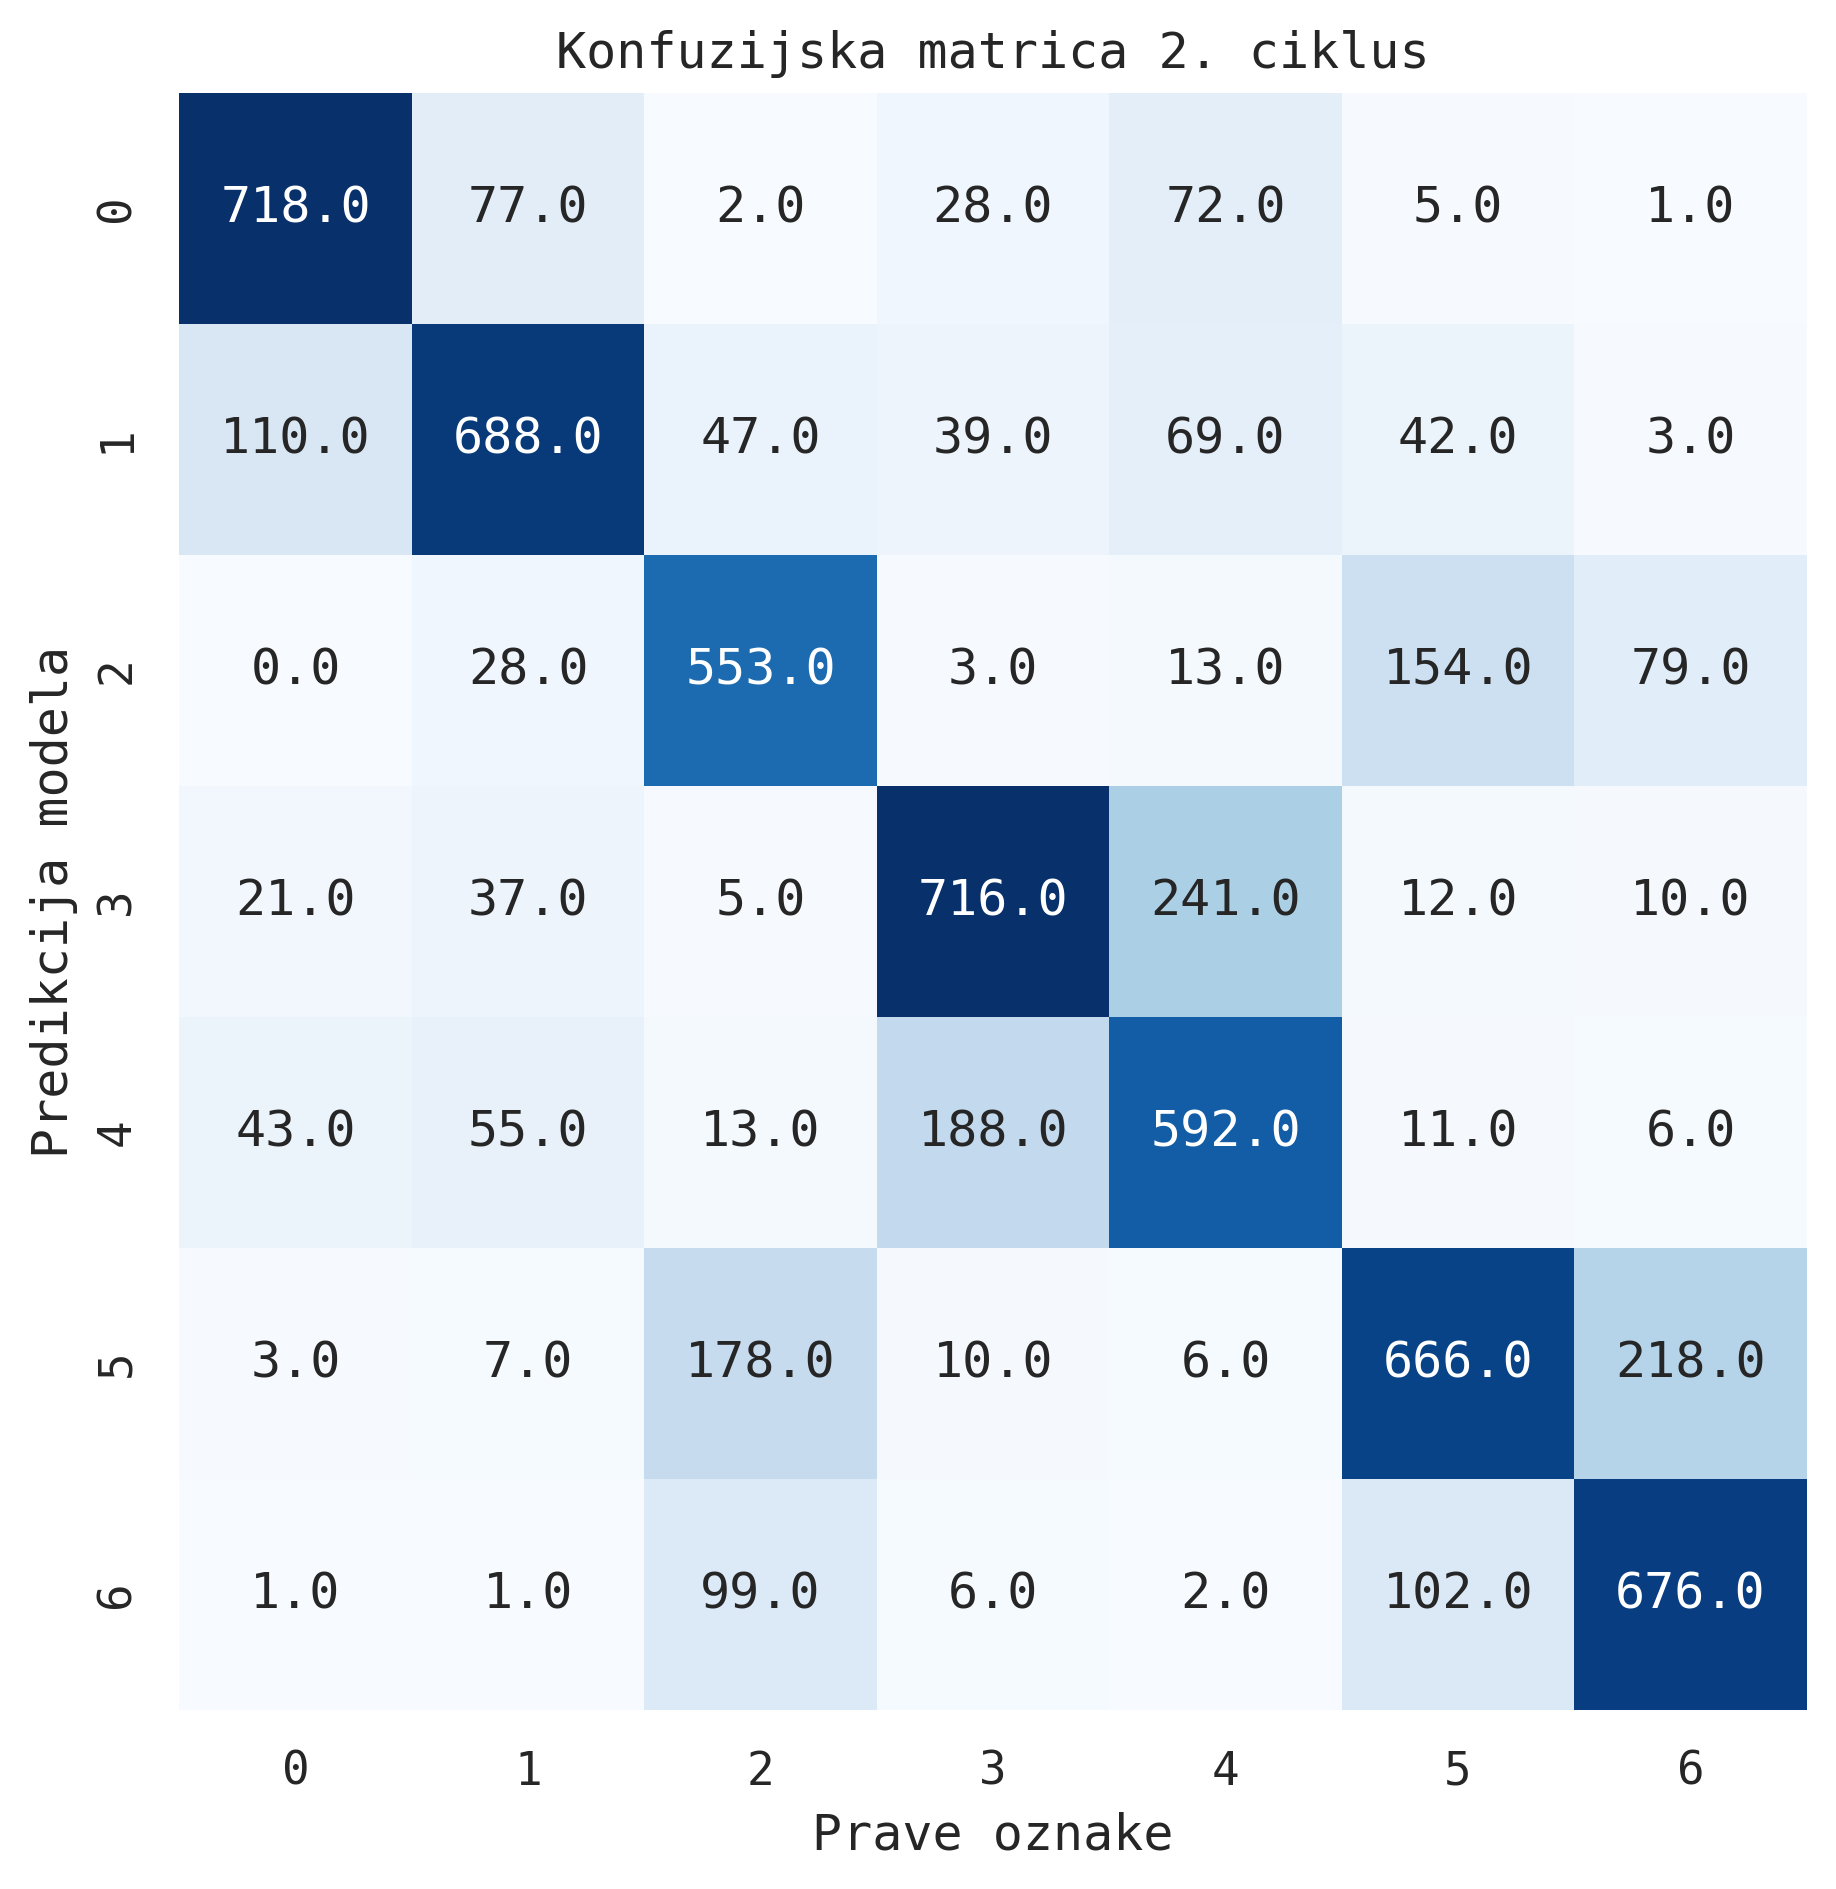 Konfuzijska matrica 2. ciklus
Predikcija modela
0 718.0 77.0 2.0 28.0 72.0 5.0 1.0
1 110.0 688.0 47.0 39.0 69.0 42.0 3.0
2 0.0 28.0 553.0 3.0 13.0 154.0 79.0
3 21.0 37.0 5.0 716.0 241.0 12.0 10.0
4 43.0 55.0 13.0 188.0 592.0 11.0 6.0
5 3.0 7.0 178.0 10.0 6.0 666.0 218.0
6 1.0 1.0 99.0 6.0 2.0 102.0 676.0
0 1 2 3 4 5 6
Prave oznake